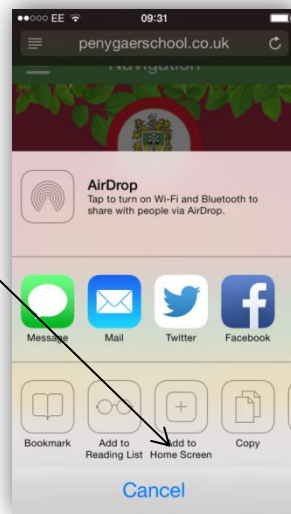 EE 09:31
penygaerschool.co.uk
Navigation
AirDrop
Tap to turn on Wi-Fi and Bluetooth to
share with people via AirDrop.
Message Mail Twitter Facebook
Bookmark Add to Add to Copy
Reading List Home Screen
Cancel